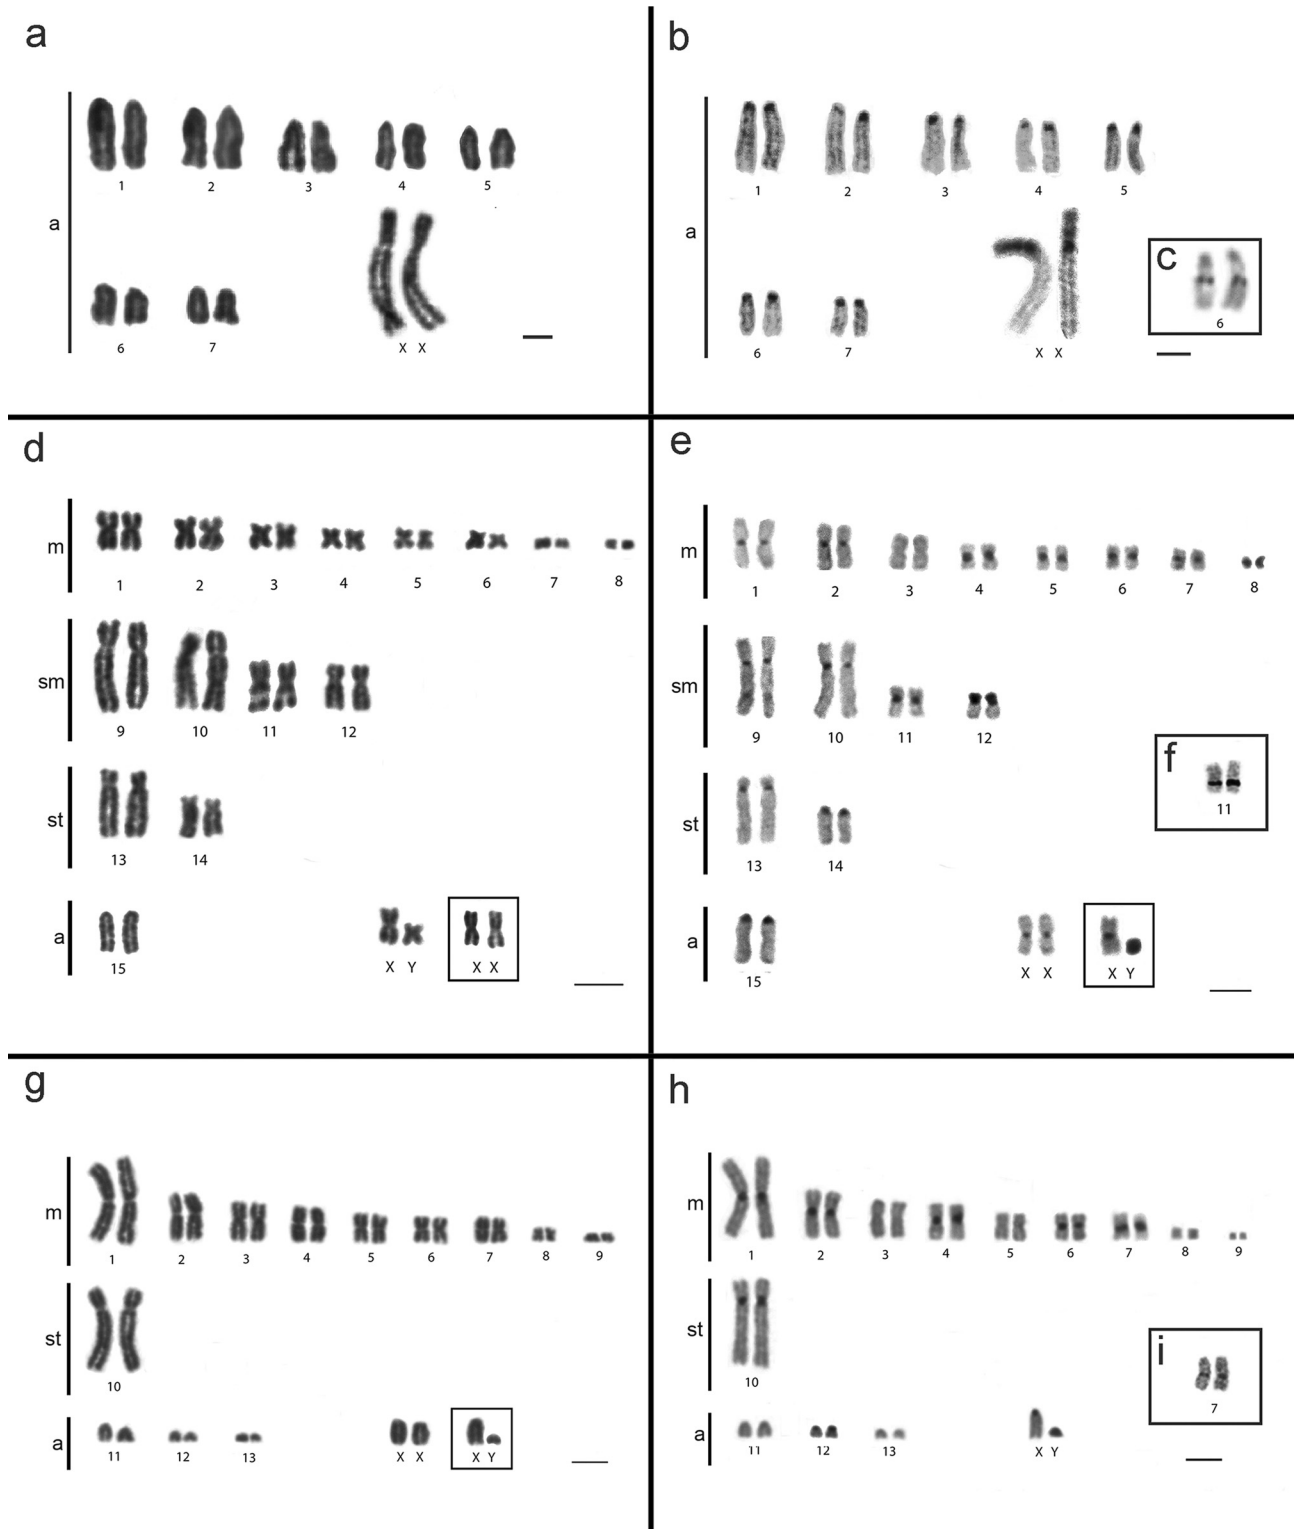 a
a
1 2 3 4 5
6 7 X X
b
a
1 2 3 4 5
6 7 X X
c
6
d
m
1 2 3 4 5 6 7 8
sm
9 10 11 12
st
13 14
a
15 X Y X X
e
m
1 2 3 4 5 6 7 8
sm
9 10 11 12
f
11
st
13 14
a
15 X X X Y
g
m
1 2 3 4 5 6 7 8 9
st
10
a
11 12 13 X X X Y
h
m
1 2 3 4 5 6 7 8 9
st
10
i
7
a
11 12 13 X Y